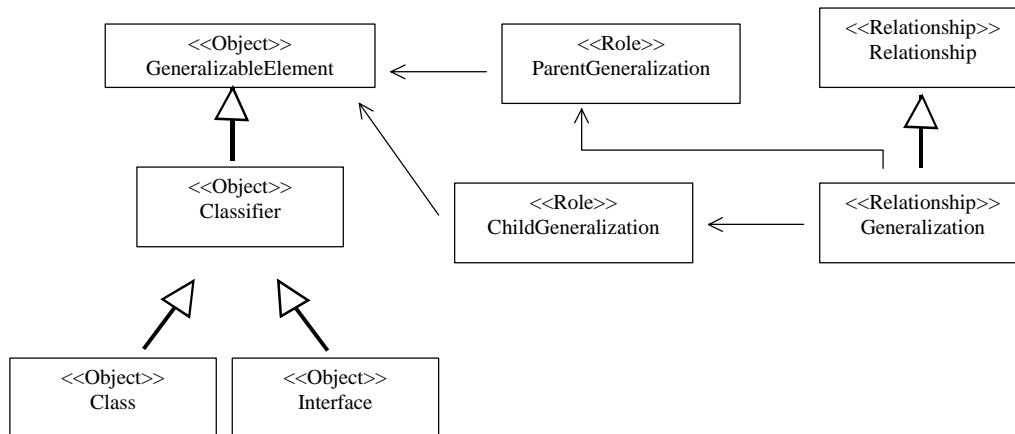 <<Object>>
GeneralizableElement
<<Role>>
ParentGeneralization
<<Relationship>>
Relationship
<<Object>>
Classifier
<<Role>>
ChildGeneralization
<<Relationship>>
Generalization
<<Object>>
Class
<<Object>>
Interface